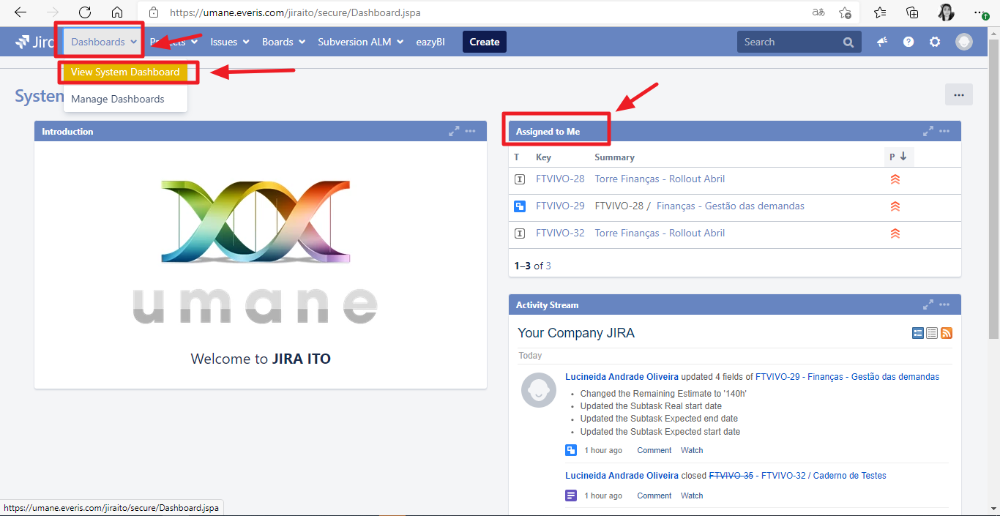 https://umane.everis.com/jiraito/secure/Dashboard.jspa
Dashboards Issues Boards Subversion ALM eazyBI Create Search
View System Dashboard
Manage Dashboards
Introduction
umane
Welcome to JIRA ITO
Assigned to Me
T Key Summary P
FTVIVO-28 Torre Finanças - Rollout Abril
FTVIVO-29 FTVIVO-28 / Finanças - Gestão das demandas
FTVIVO-32 Torre Finanças - Rollout Abril
1–3 of 3
Activity Stream
Your Company JIRA
Today
Lucineida Andrade Oliveira updated 4 fields of FTVIVO-29 - Finanças - Gestão das demandas
Changed the Remaining Estimate to '140h'
Updated the Subtask Real start date
Updated the Subtask Expected end date
Updated the Subtask Expected start date
1 hour ago Comment Watch
Lucineida Andrade Oliveira closed FTVIVO-35 - FTVIVO-32 / Caderno de Testes
1 hour ago Comment Watch
https://umane.everis.com/jiraito/secure/Dashboard.jspa